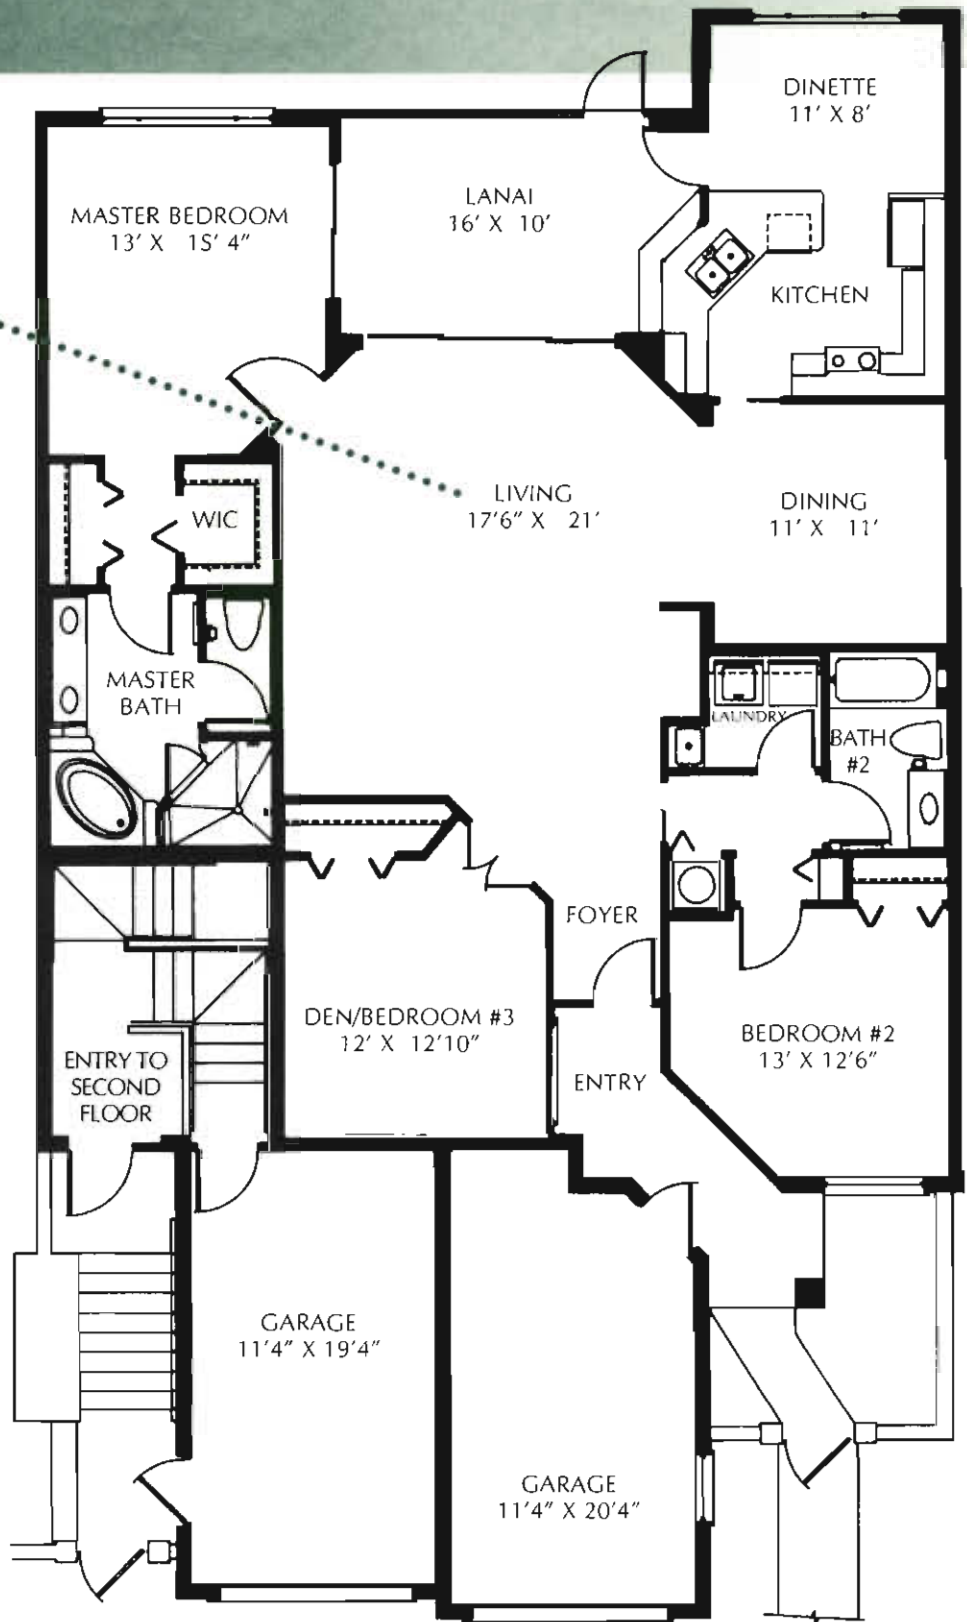 DINETTE
11' X 8'
LANAI
16' X 10'
MASTER BEDROOM
13' X 15' 4"
KITCHEN
LIVING
17'6" X 21'
DINING
11' X 11'
WIC
MASTER
BATH
LAUNDRY
BATH
#2
FOYER
DEN/BEDROOM #3
12' X 12'10"
BEDROOM #2
13' X 12'6"
ENTRY TO
SECOND
FLOOR
ENTRY
GARAGE
11'4" X 19'4"
GARAGE
11'4" X 20'4"